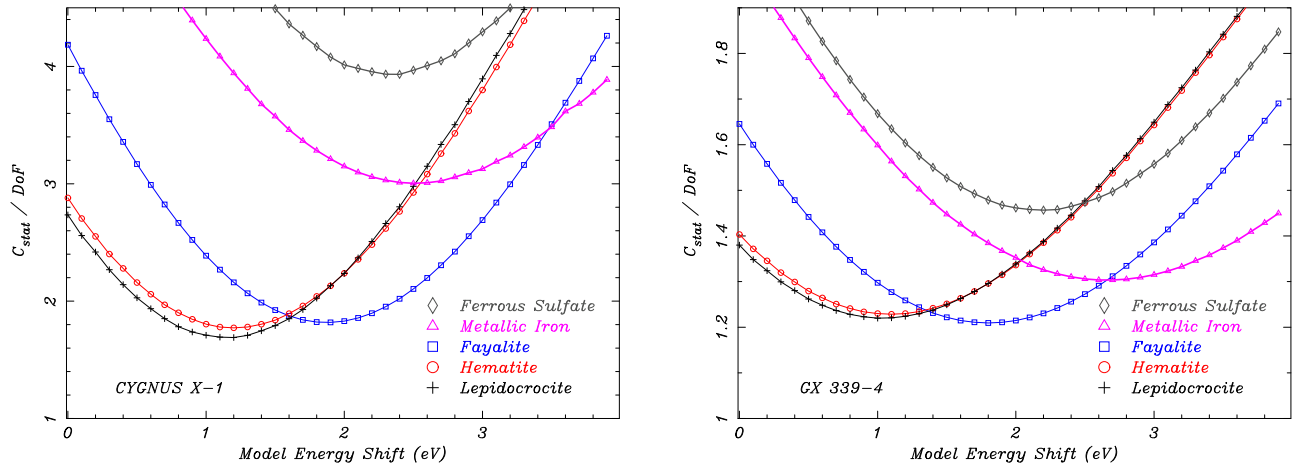 C_stat / DoF
4
3
2
1
Ferrous Sulfate
Metallic Iron
Fayalite
Hematite
Lepidocrocite
CYGNUS X-1
0 1 2 3
Model Energy Shift (eV)
C_stat / DoF
1.8
1.6
1.4
1.2
1
Ferrous Sulfate
Metallic Iron
Fayalite
Hematite
Lepidocrocite
GX 339-4
0 1 2 3
Model Energy Shift (eV)